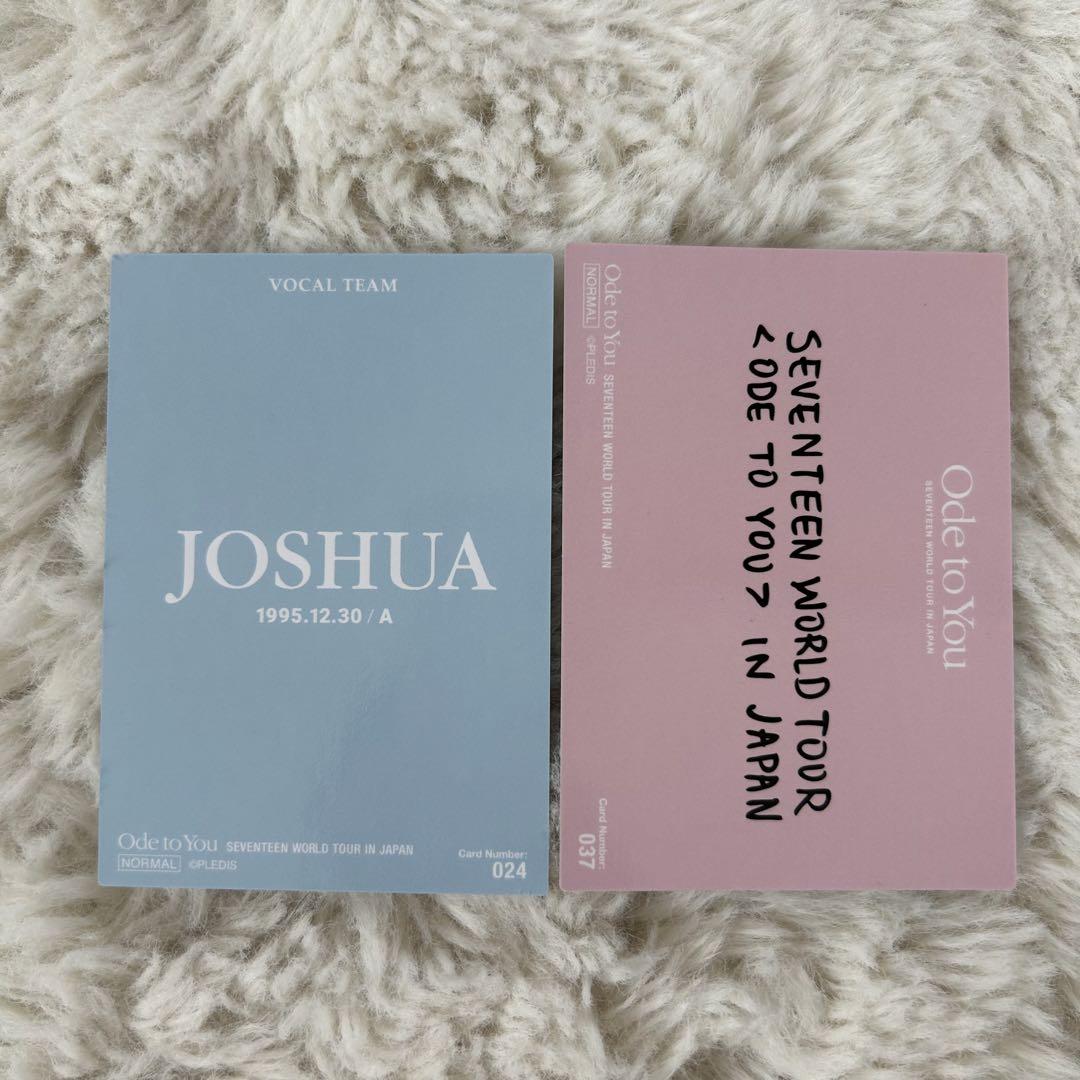 VOCAL TEAM
JOSHUA
1995.12.30 / A
Ode to You SEVENTEEN WORLD TOUR IN JAPAN
NORMAL ©PLEDIS
Card Number:
024
Ode to You
SEVENTEEN WORLD TOUR IN JAPAN
SEVENTEEN WORLD TOUR
<ODE TO YOU> IN JAPAN
Ode to You SEVENTEEN WORLD TOUR IN JAPAN
NORMAL ©PLEDIS
Card Number:
037